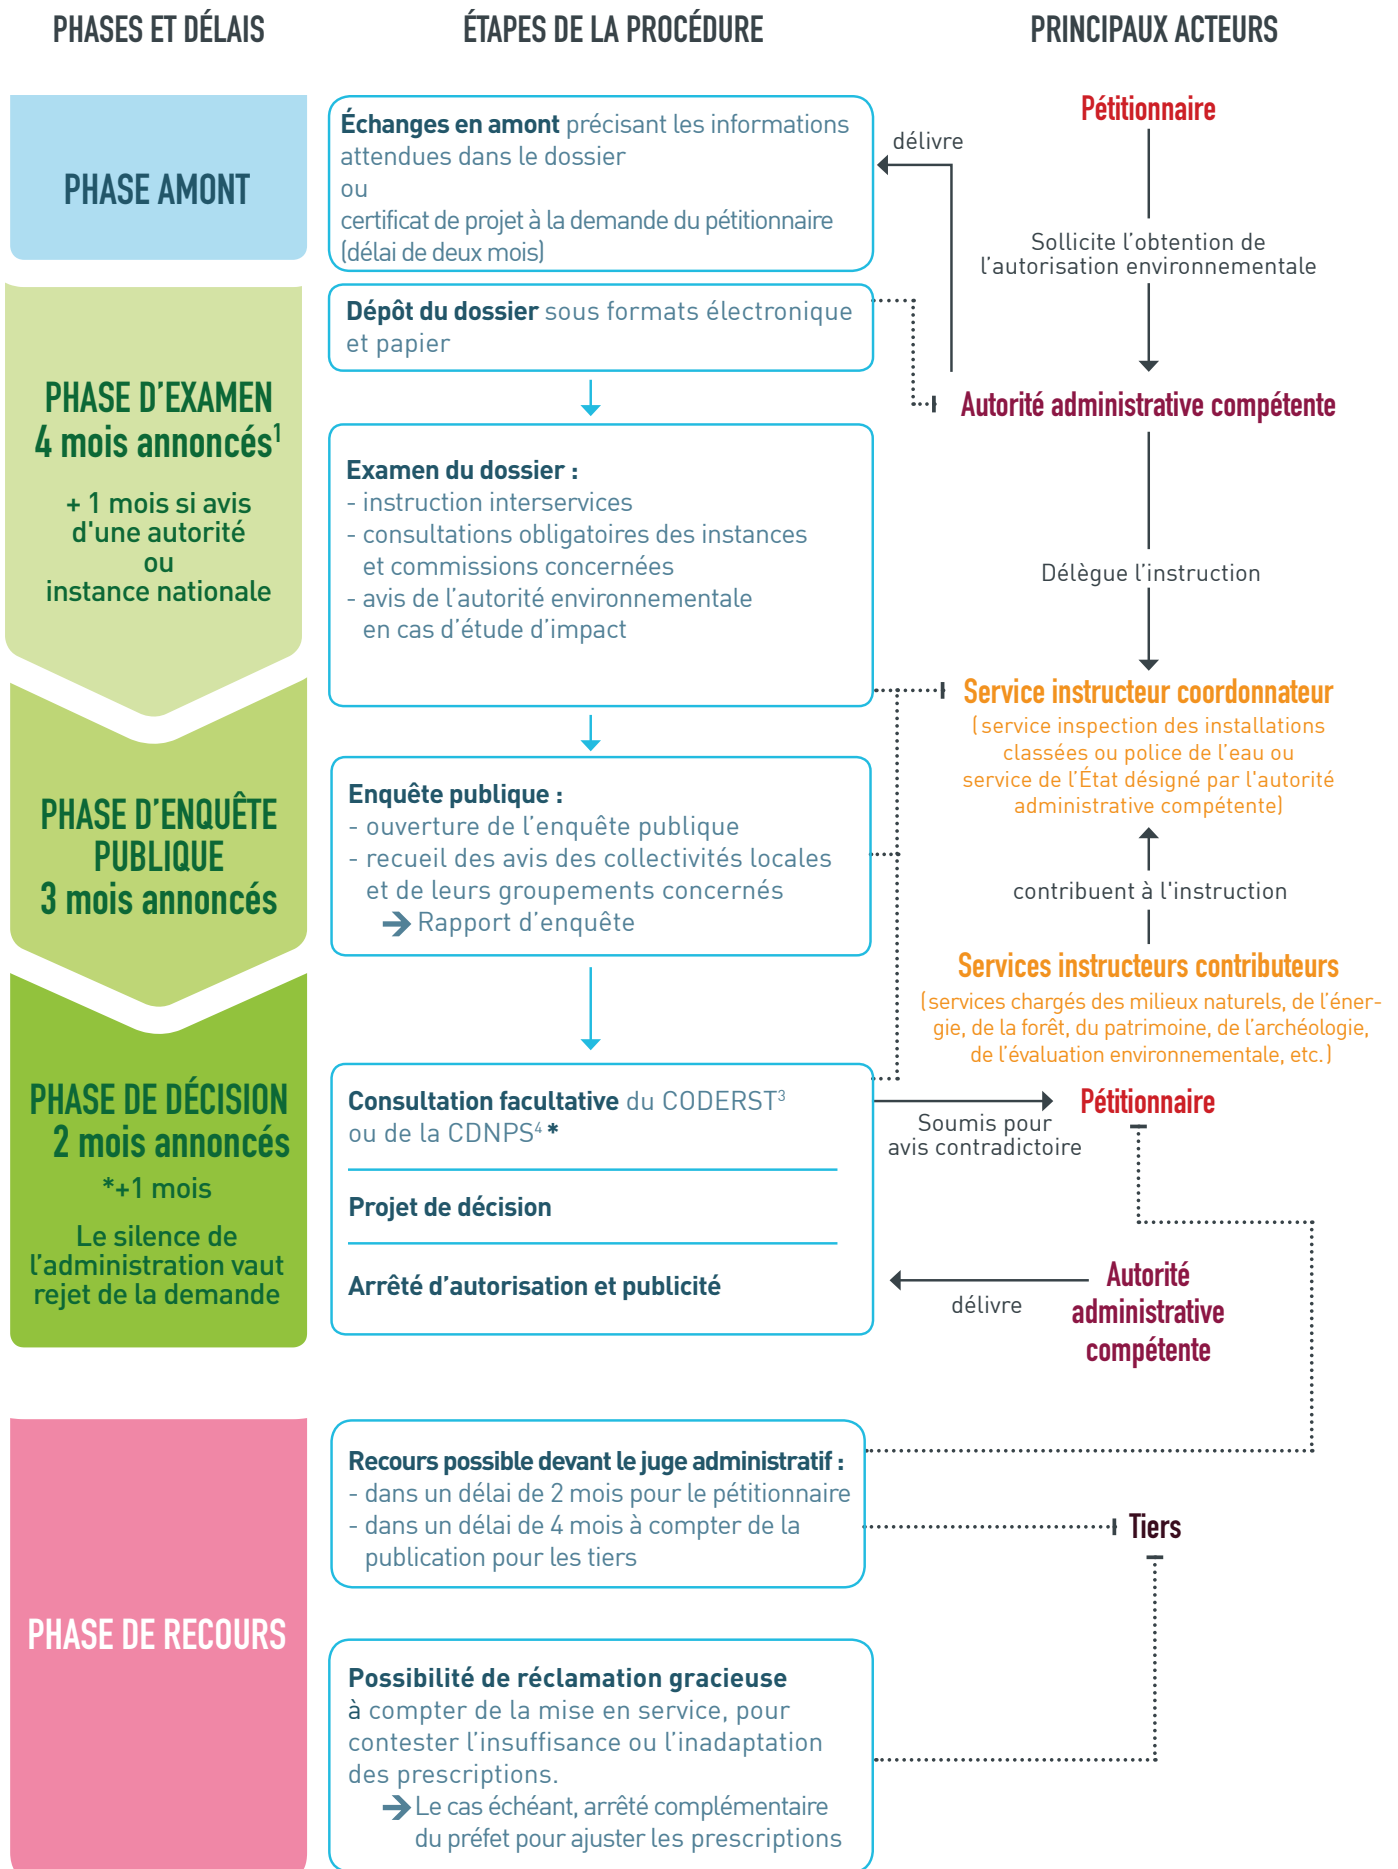 PHASES ET DÉLAIS
ÉTAPES DE LA PROCÉDURE
PRINCIPAUX ACTEURS
PHASE AMONT
Échanges en amont précisant les informations
attendues dans le dossier
ou
certificat de projet à la demande du pétitionnaire
(délai de deux mois)
délivre
Pétitionnaire
Sollicite l’obtention de
l’autorisation environnementale
Dépôt du dossier sous formats électronique
et papier
Autorité administrative compétente
PHASE D’EXAMEN
4 mois annoncés¹
+ 1 mois si avis
d'une autorité
ou
instance nationale
Examen du dossier :
- instruction interservices
- consultations obligatoires des instances
et commissions concernées
- avis de l’autorité environnementale
en cas d’étude d’impact
Délègue l’instruction
Service instructeur coordonnateur
(service inspection des installations
classées ou police de l’eau ou
service de l’État désigné par l'autorité
administrative compétente)
PHASE D’ENQUÊTE
PUBLIQUE
3 mois annoncés
Enquête publique :
- ouverture de l’enquête publique
- recueil des avis des collectivités locales
et de leurs groupements concernés
➔ Rapport d’enquête
contribuent à l'instruction
Services instructeurs contributeurs
(services chargés des milieux naturels, de l’éner-
gie, de la forêt, du patrimoine, de l’archéologie,
de l’évaluation environnementale, etc.)
PHASE DE DÉCISION
2 mois annoncés
*+1 mois
Le silence de
l’administration vaut
rejet de la demande
Consultation facultative du CODERST³
ou de la CDNPS⁴ *
Projet de décision
Arrêté d’autorisation et publicité
Soumis pour
avis contradictoire
Pétitionnaire
délivre
Autorité
administrative
compétente
PHASE DE RECOURS
Recours possible devant le juge administratif :
- dans un délai de 2 mois pour le pétitionnaire
- dans un délai de 4 mois à compter de la
publication pour les tiers
Tiers
Possibilité de réclamation gracieuse
à compter de la mise en service, pour
contester l’insuffisance ou l’inadaptation
des prescriptions.
➔ Le cas échéant, arrêté complémentaire
du préfet pour ajuster les prescriptions